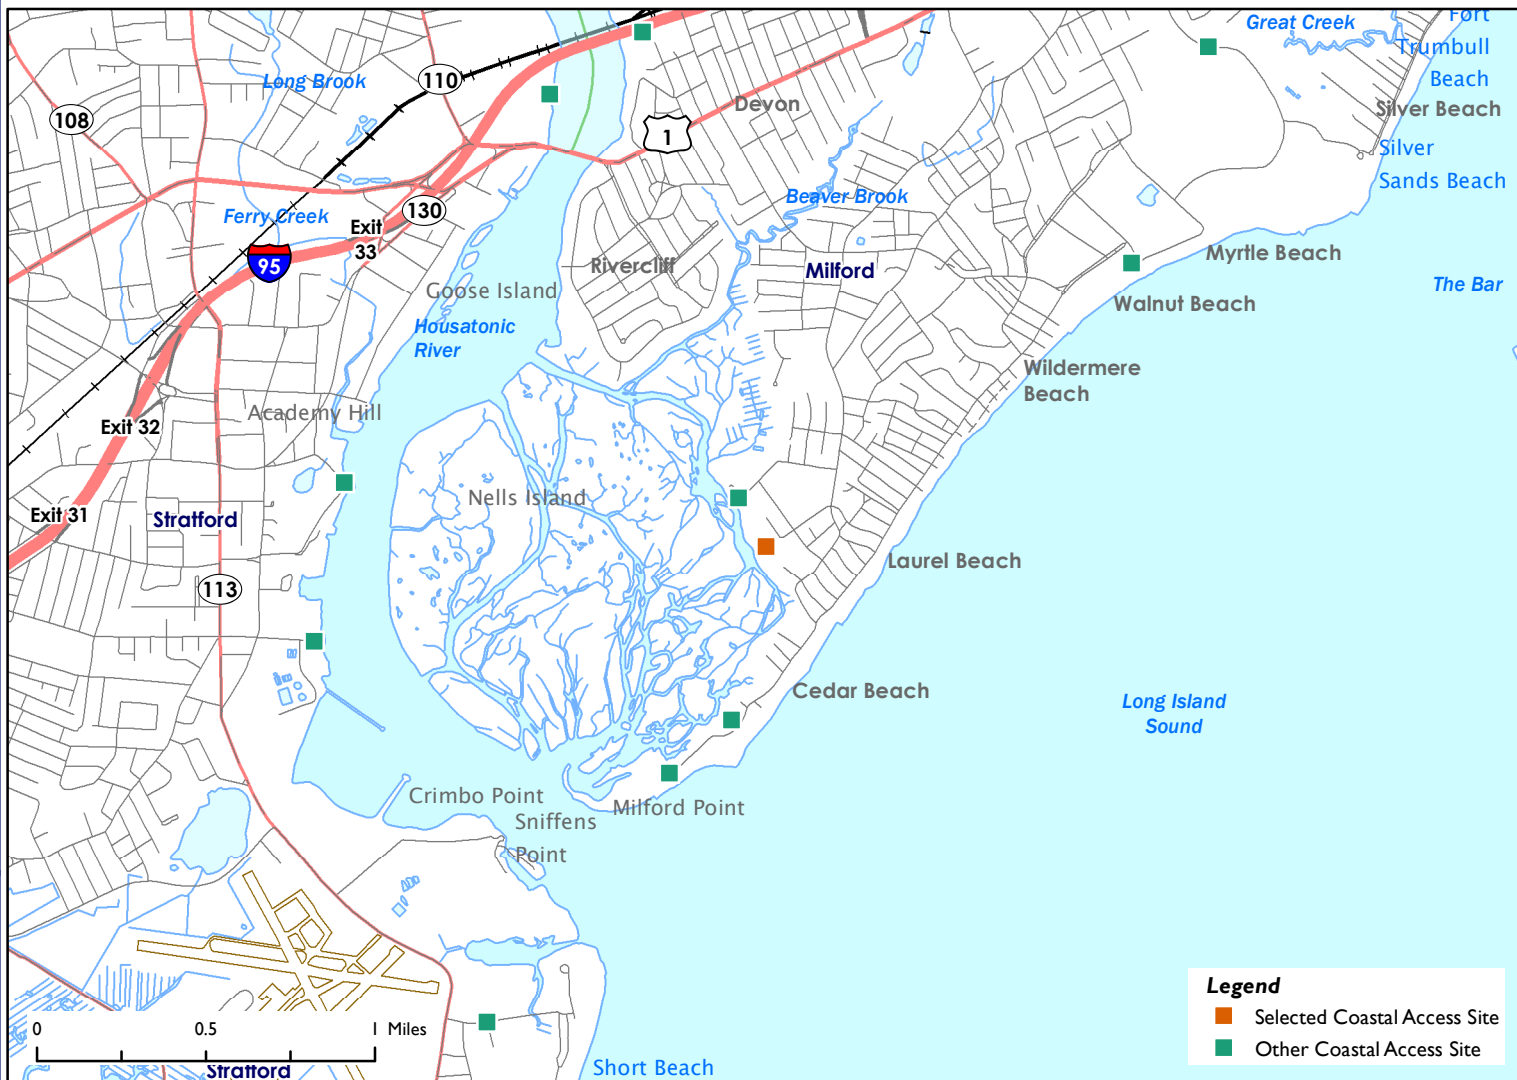 Great Creek
Fort
Trumbull
Beach
Long Brook
110
Devon
Silver Beach
108
1
Silver
Sands Beach
Beaver Brook
Ferry Creek
130
Exit
33
95
Rivercliff
Milford
Myrtle Beach
Goose Island
The Bar
Walnut Beach
Housatonic
River
Wildermere
Beach
Academy Hill
Exit 32
Nells Island
Exit 31
Stratford
Laurel Beach
113
Cedar Beach
Long Island
Sound
Crimbo Point
Milford Point
Sniffens
Point
Legend
Selected Coastal Access Site
Other Coastal Access Site
0 0.5 1 Miles
Stratford
Short Beach